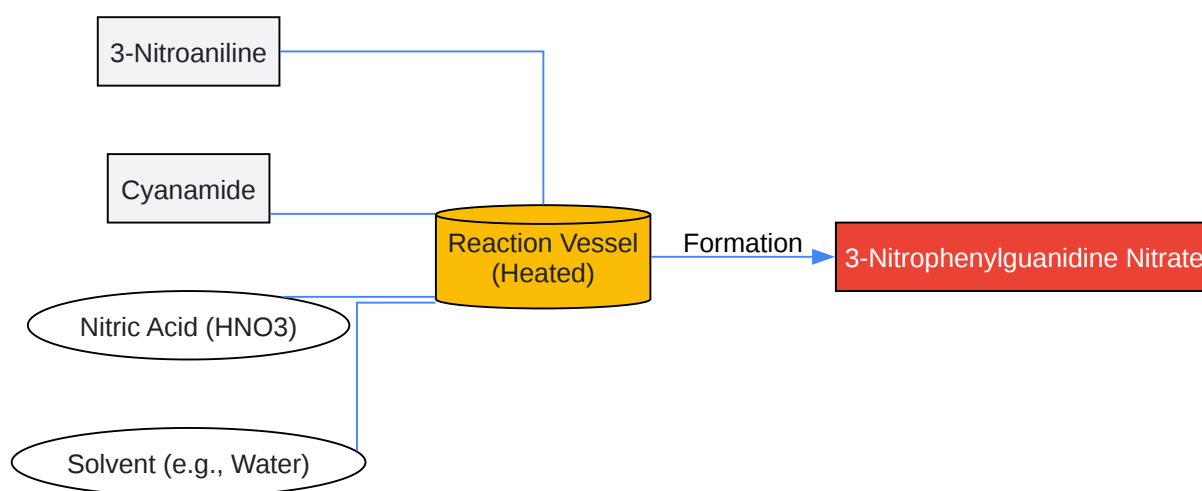 3-Nitroaniline
Cyanamide
Reaction Vessel
(Heated)
Formation
3-Nitrophenylguanidine Nitrate
Nitric Acid (HNO3)
Solvent (e.g., Water)